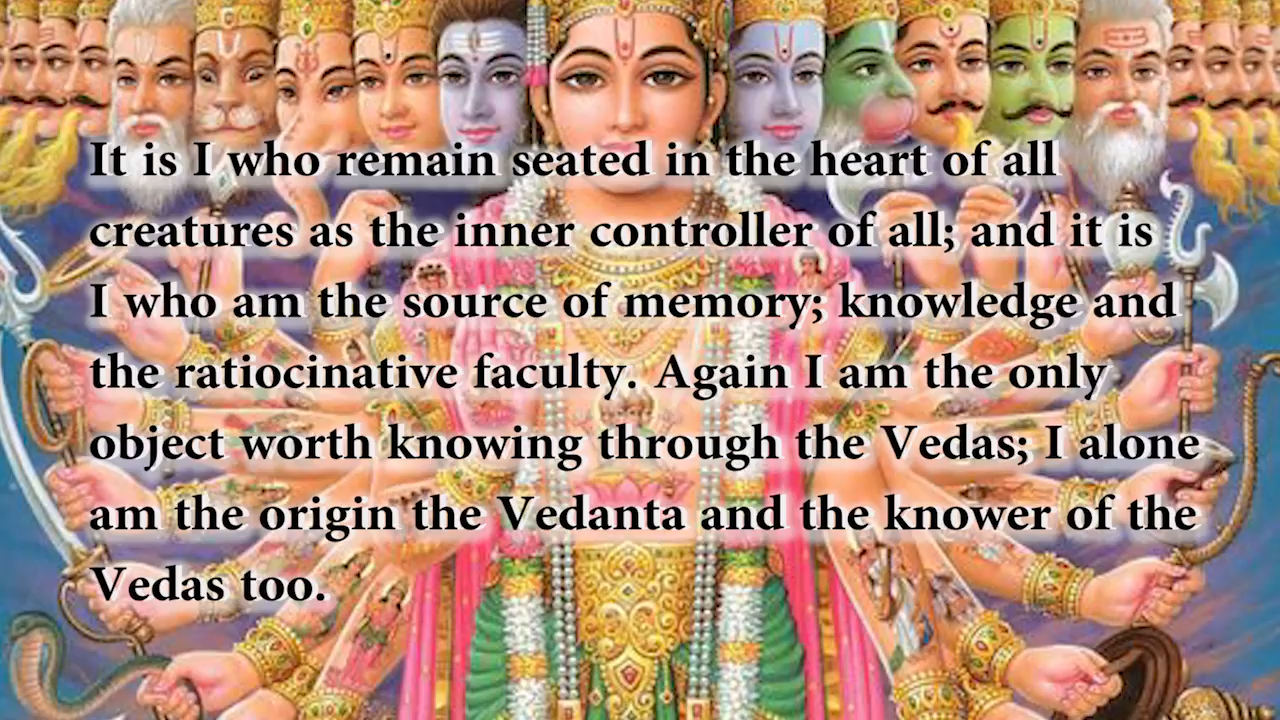 It is I who remain seated in the heart of all
creatures as the inner controller of all; and it is
I who am the source of memory; knowledge and
the ratiocinative faculty. Again I am the only
object worth knowing through the Vedas; I alone
am the origin the Vedanta and the knower of the
Vedas too.